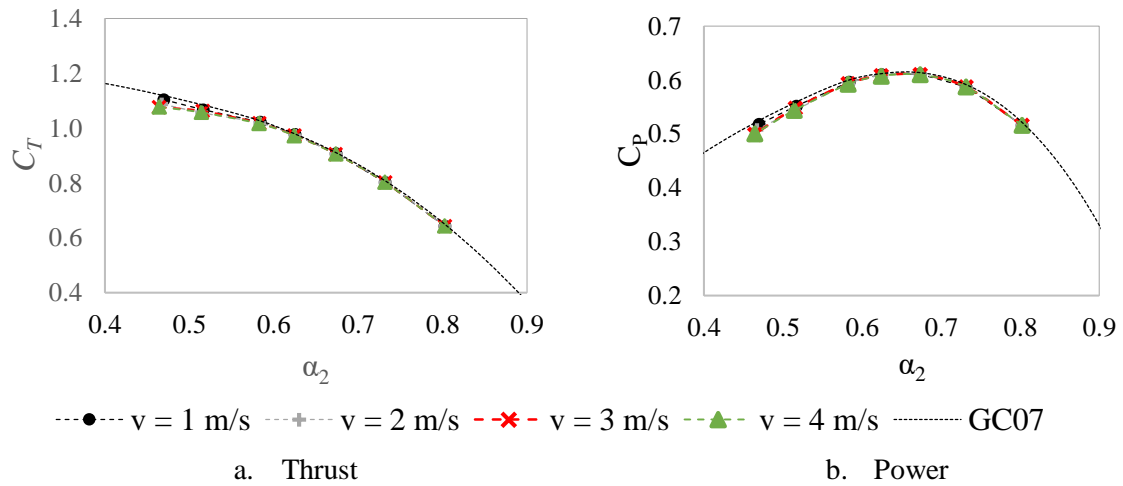 1.4
1.2
1.0
0.8
0.6
0.4
C_T
0.4 0.5 0.6 0.7 0.8 0.9
α₂
0.7
0.6
0.5
0.4
0.3
0.2
C_P
0.4 0.5 0.6 0.7 0.8 0.9
α₂
v = 1 m/s v = 2 m/s v = 3 m/s v = 4 m/s GC07
a. Thrust
b. Power